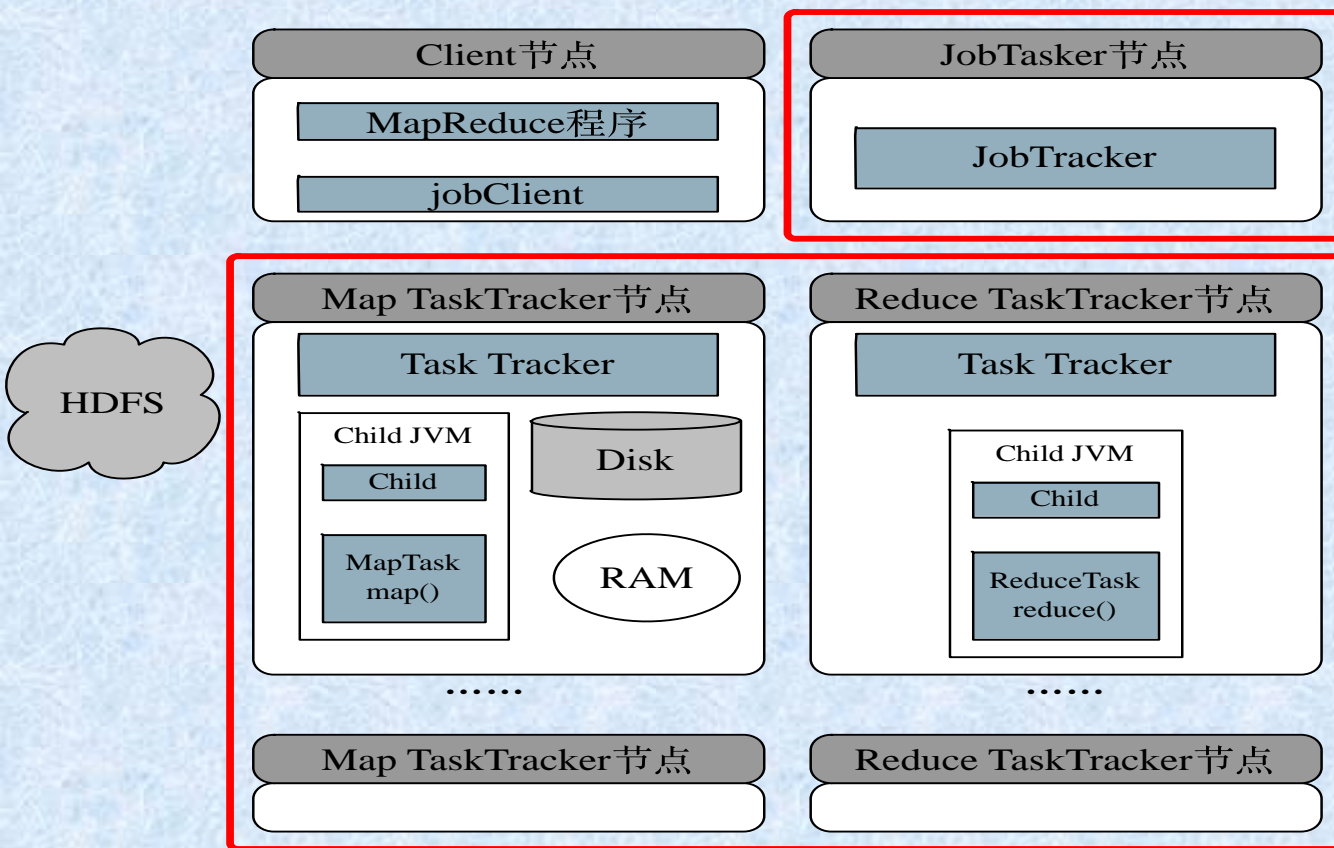 Client节点
MapReduce程序
jobClient
JobTasker节点
JobTracker
HDFS
Map TaskTracker节点
Task Tracker
Child JVM
Child
MapTask
map()
Disk
RAM
……
Reduce TaskTracker节点
Task Tracker
Child JVM
Child
ReduceTask
reduce()
……
Map TaskTracker节点
Reduce TaskTracker节点